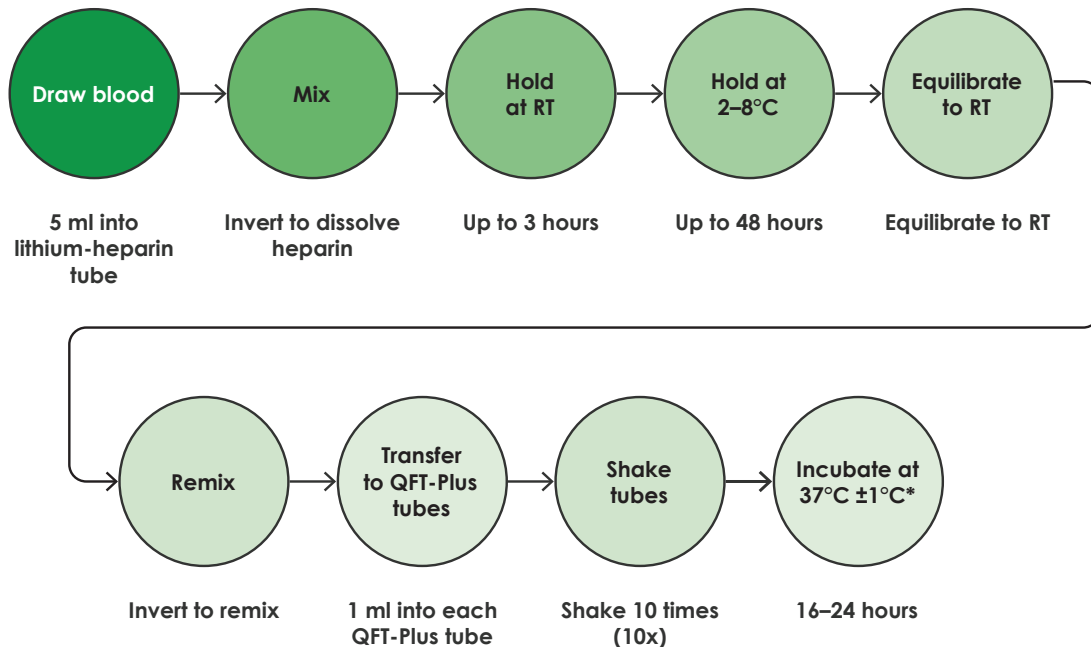 Draw blood
Mix
Hold
at RT
Hold at
2–8°C
Equilibrate
to RT
5 ml into
lithium-heparin
tube
Invert to dissolve
heparin
Up to 3 hours
Up to 48 hours
Equilibrate to RT
Remix
Transfer
to QFT-Plus
tubes
Shake
tubes
Incubate at
37°C ±1°C*
Invert to remix
1 ml into each
QFT-Plus tube
Shake 10 times
(10x)
16–24 hours